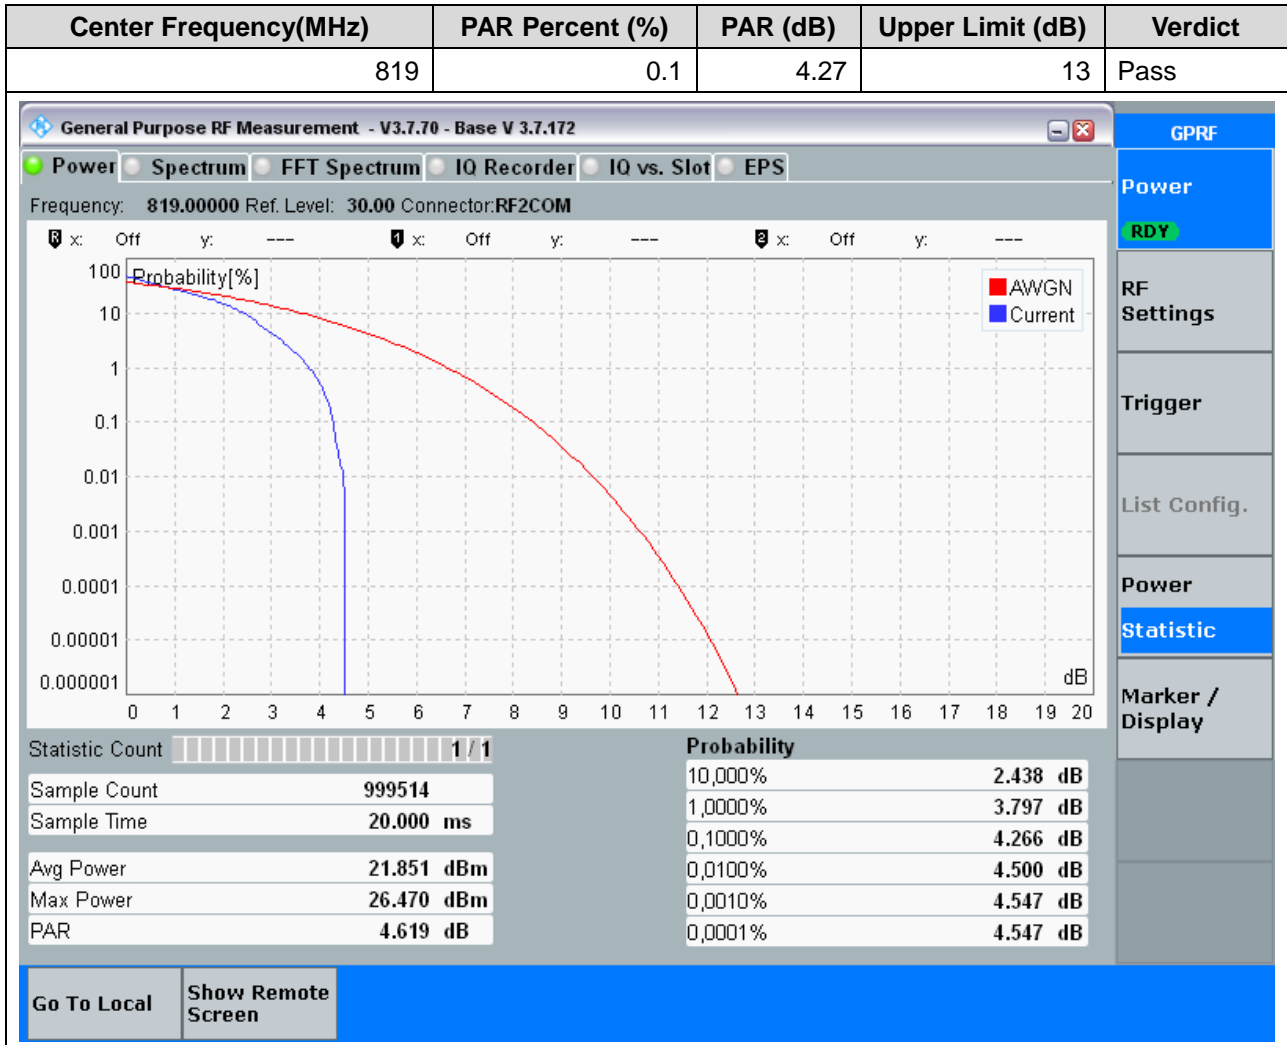 Center Frequency(MHz) PAR Percent (%) PAR (dB) Upper Limit (dB) Verdict
819 0.1 4.27 13 Pass
General Purpose RF Measurement - V3.7.70 - Base V 3.7.172
GPRF
Power Spectrum FFT Spectrum IQ Recorder IQ vs. Slot EPS
Power
RDY
Frequency: 819.00000 Ref. Level: 30.00 Connector:RF2COM
R x: Off y: --- 1 x: Off y: --- 2 x: Off y: ---
Probability[%]
AWGN
Current
100
10
1
0.1
0.01
0.001
0.0001
0.00001
0.000001
dB
0 1 2 3 4 5 6 7 8 9 10 11 12 13 14 15 16 17 18 19 20
RF
Settings
Trigger
List Config.
Power
Statistic
Marker /
Display
Statistic Count 1 / 1
Sample Count 999514
Sample Time 20.000 ms
Avg Power 21.851 dBm
Max Power 26.470 dBm
PAR 4.619 dB
Probability
10,000% 2.438 dB
1,0000% 3.797 dB
0,1000% 4.266 dB
0,0100% 4.500 dB
0,0010% 4.547 dB
0,0001% 4.547 dB
Go To Local
Show Remote
Screen